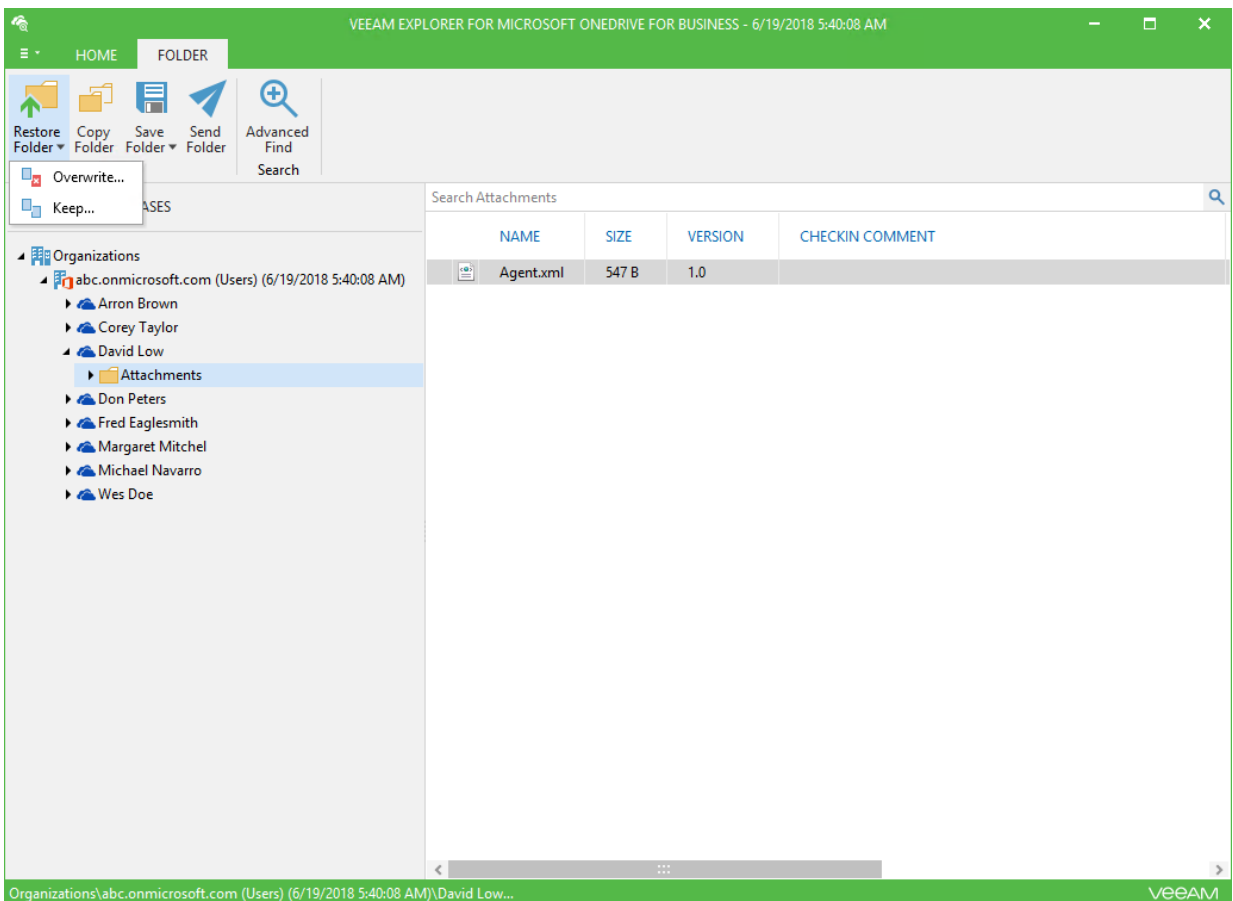 VEEAM EXPLORER FOR MICROSOFT ONEDRIVE FOR BUSINESS - 6/19/2018 5:40:08 AM
HOME FOLDER
Restore Folder
Copy Folder
Save Folder
Send Folder
Advanced Find
Search
Overwrite...
Keep...
ASES
Organizations
abc.onmicrosoft.com (Users) (6/19/2018 5:40:08 AM)
Arron Brown
Corey Taylor
David Low
Attachments
Don Peters
Fred Eaglesmith
Margaret Mitchel
Michael Navarro
Wes Doe
Search Attachments
NAME SIZE VERSION CHECKIN COMMENT
Agent.xml 547 B 1.0
Organizations\abc.onmicrosoft.com (Users) (6/19/2018 5:40:08 AM)\David Low...
veeAM